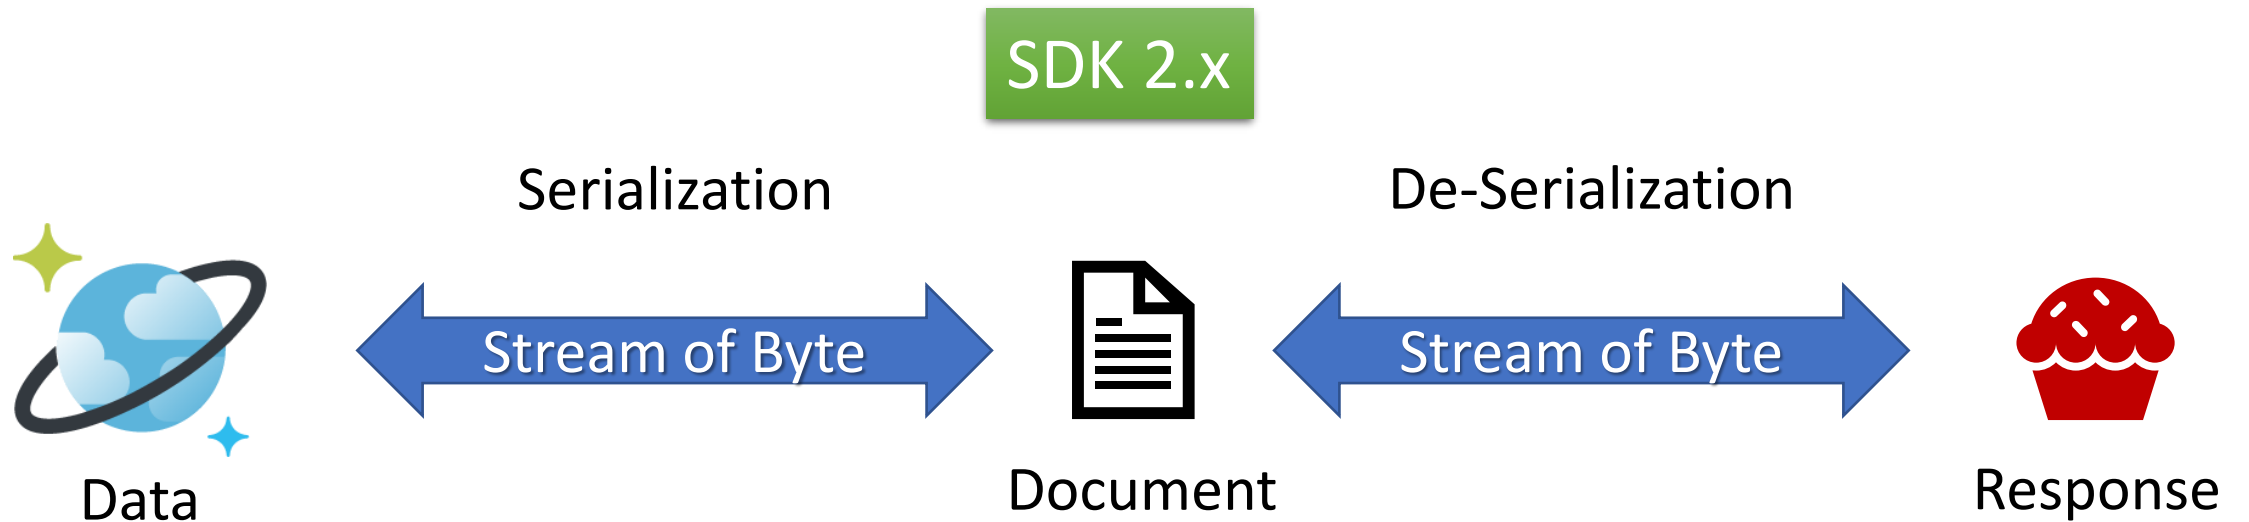 SDK 2.x
Serialization
De-Serialization
Stream of Byte
Stream of Byte
Data
Document
Response